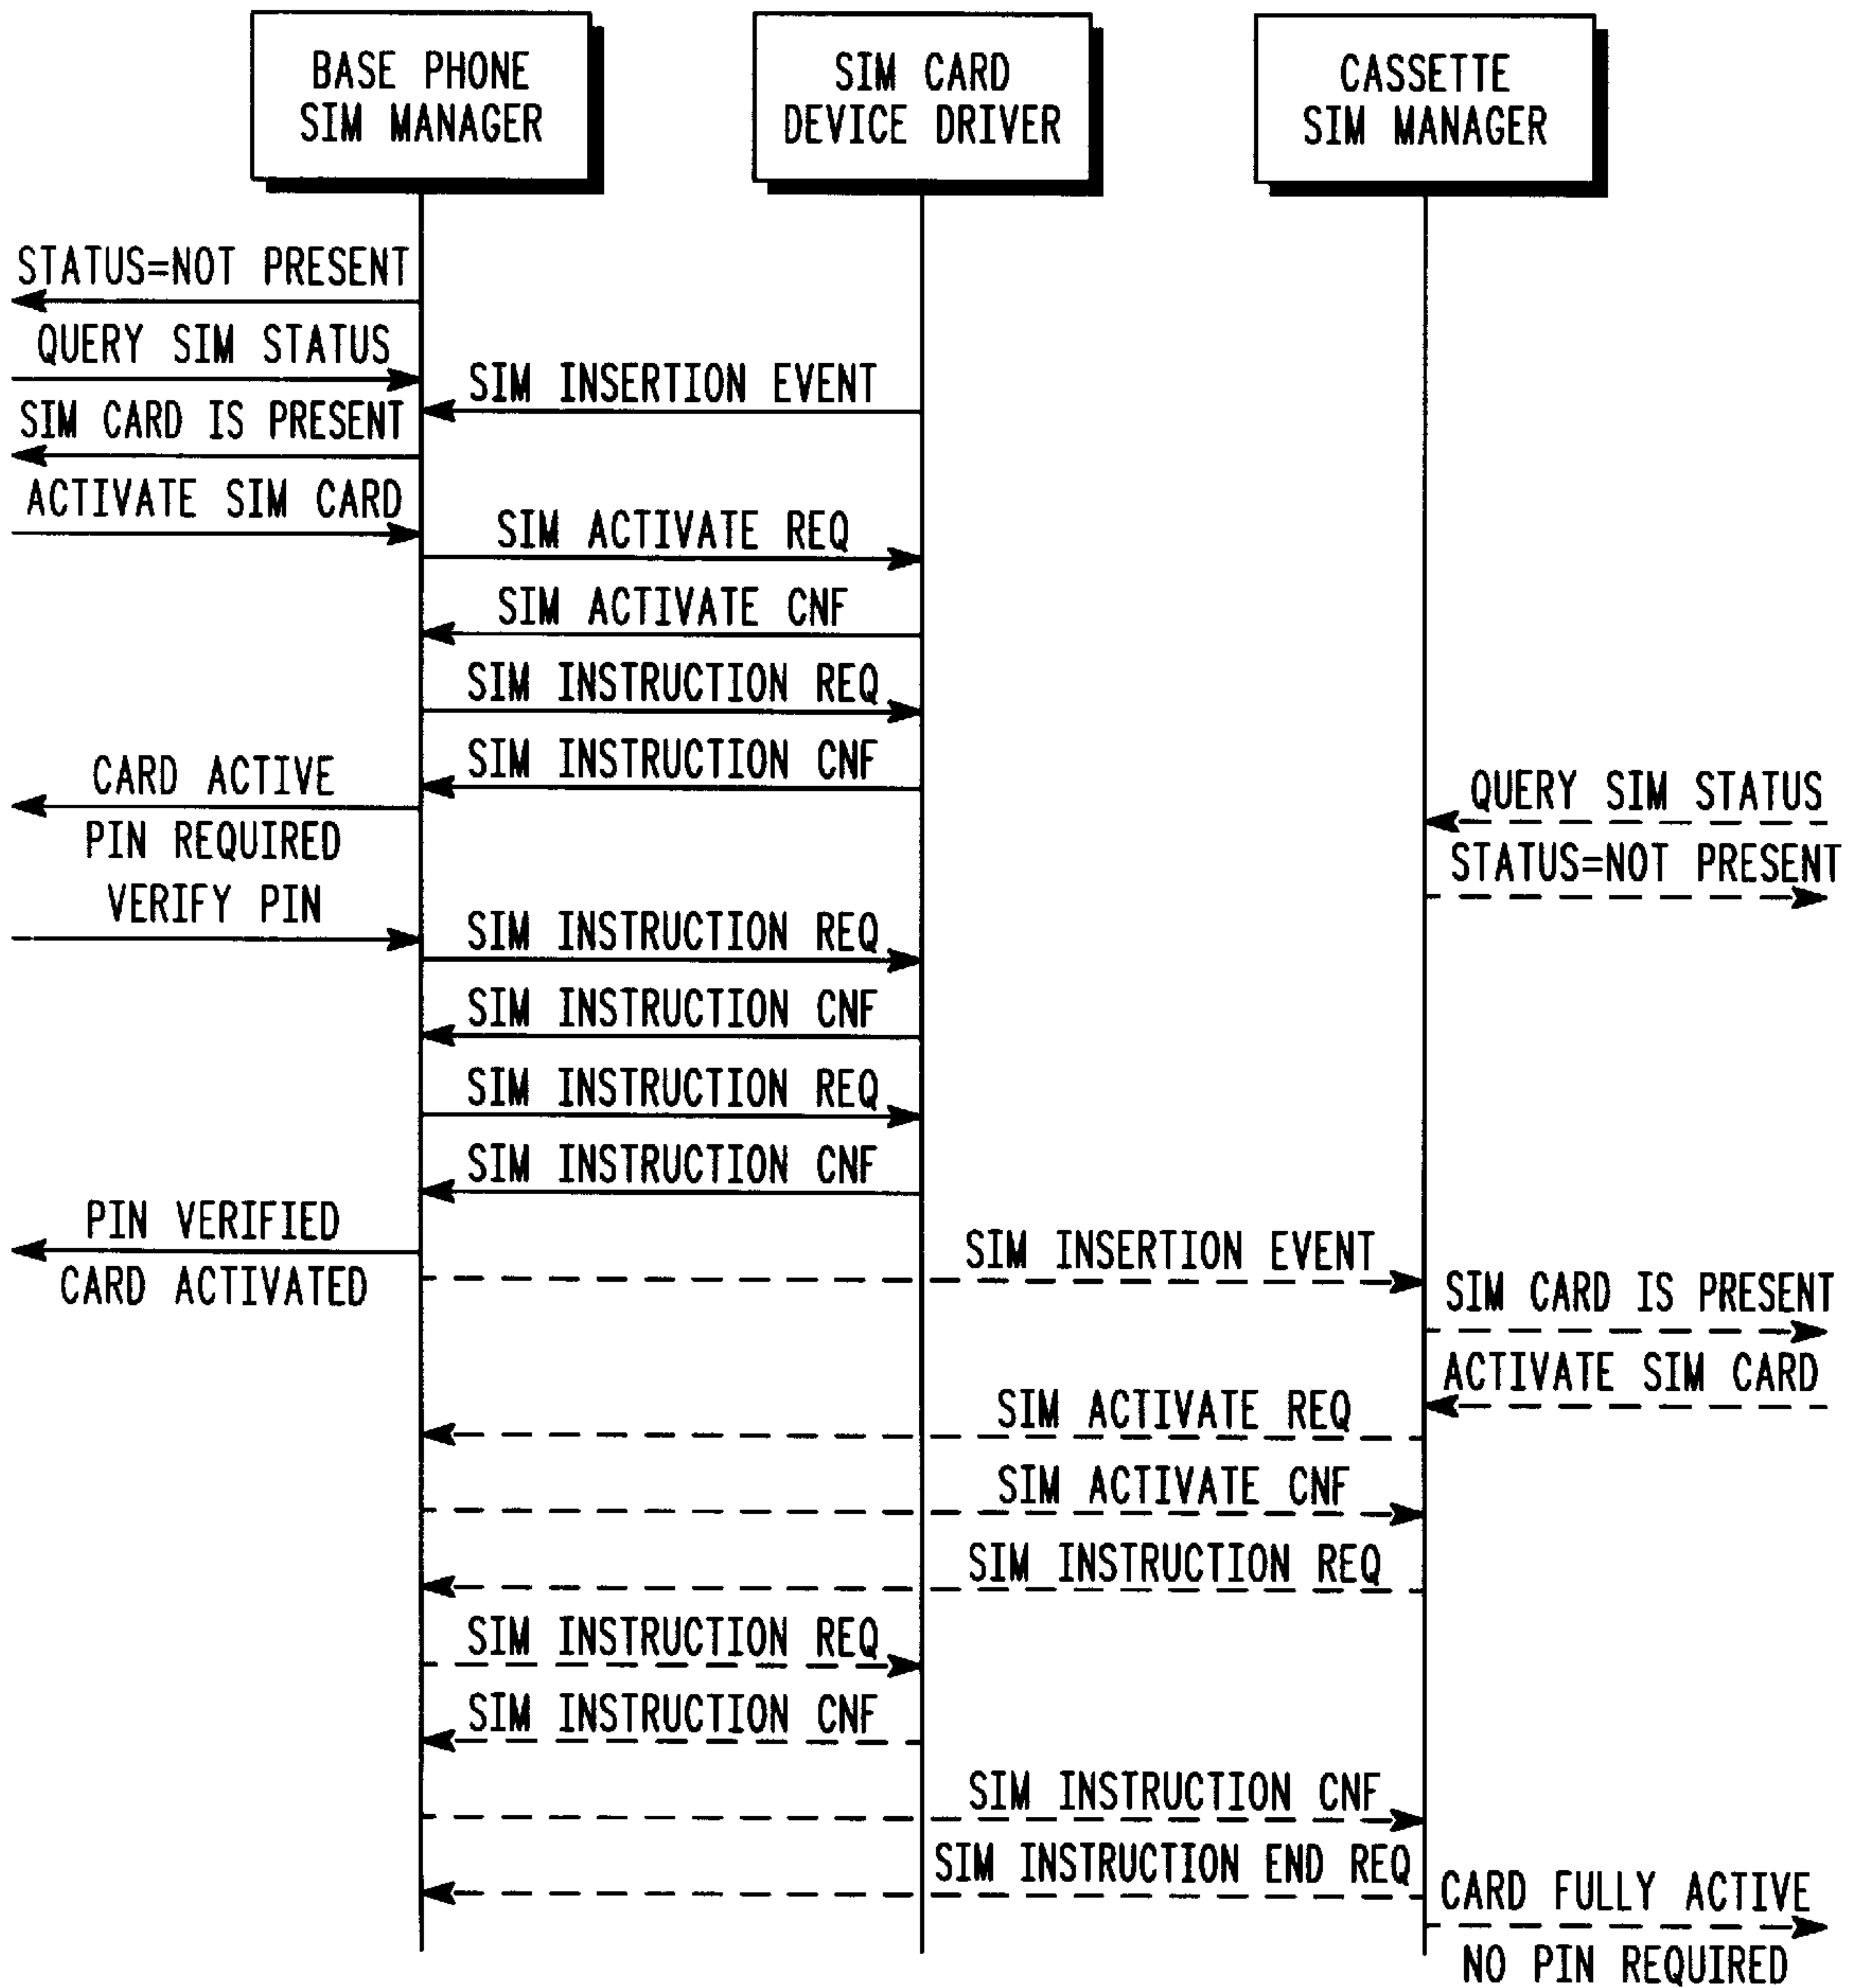 BASE PHONE
SIM MANAGER
SIM CARD
DEVICE DRIVER
CASSETTE
SIM MANAGER
STATUS=NOT PRESENT
QUERY SIM STATUS
SIM INSERTION EVENT
SIM CARD IS PRESENT
ACTIVATE SIM CARD
SIM ACTIVATE REQ
SIM ACTIVATE CNF
SIM INSTRUCTION REQ
SIM INSTRUCTION CNF
CARD ACTIVE
PIN REQUIRED
QUERY SIM STATUS
STATUS=NOT PRESENT
VERIFY PIN
SIM INSTRUCTION REQ
SIM INSTRUCTION CNF
SIM INSTRUCTION REQ
SIM INSTRUCTION CNF
PIN VERIFIED
CARD ACTIVATED
SIM INSERTION EVENT
SIM CARD IS PRESENT
ACTIVATE SIM CARD
SIM ACTIVATE REQ
SIM ACTIVATE CNF
SIM INSTRUCTION REQ
SIM INSTRUCTION REQ
SIM INSTRUCTION CNF
SIM INSTRUCTION CNF
SIM INSTRUCTION END REQ
CARD FULLY ACTIVE
NO PIN REQUIRED